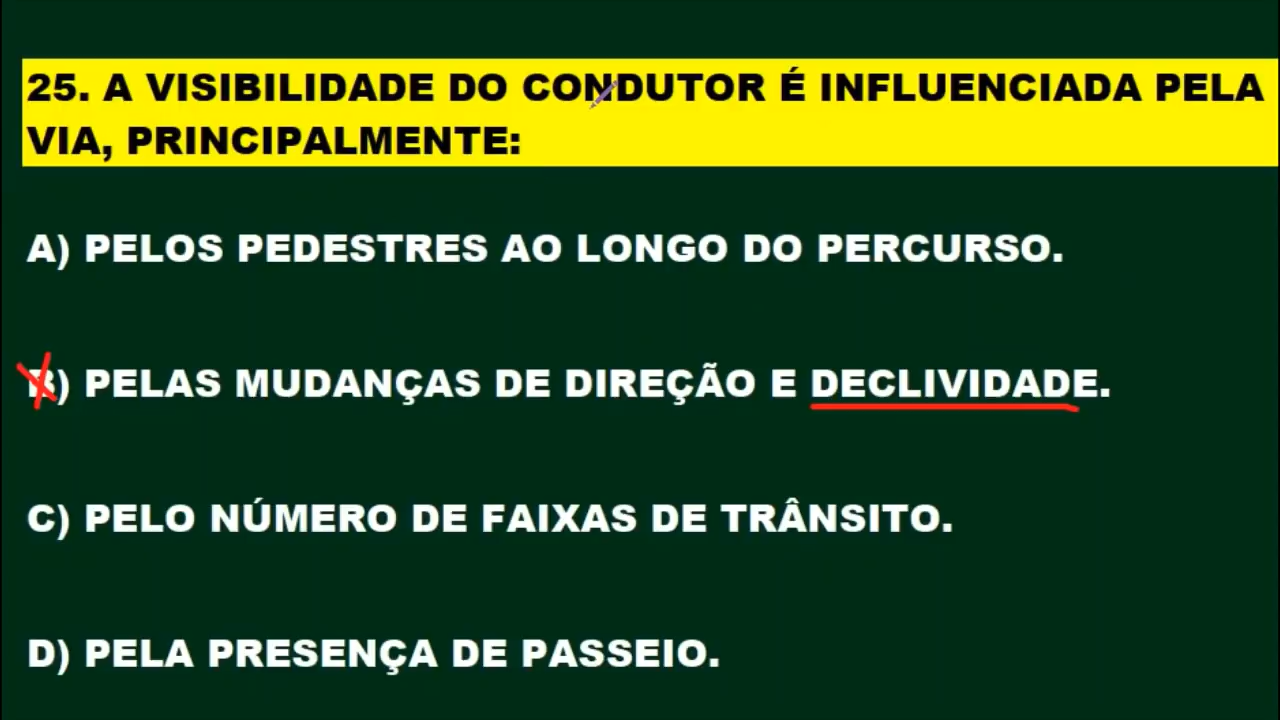 25. A VISIBILIDADE DO CONDUTOR É INFLUENCIADA PELA
VIA, PRINCIPALMENTE:
A) PELOS PEDESTRES AO LONGO DO PERCURSO.
B) PELAS MUDANÇAS DE DIREÇÃO E DECLIVIDADE.
C) PELO NÚMERO DE FAIXAS DE TRÂNSITO.
D) PELA PRESENÇA DE PASSEIO.